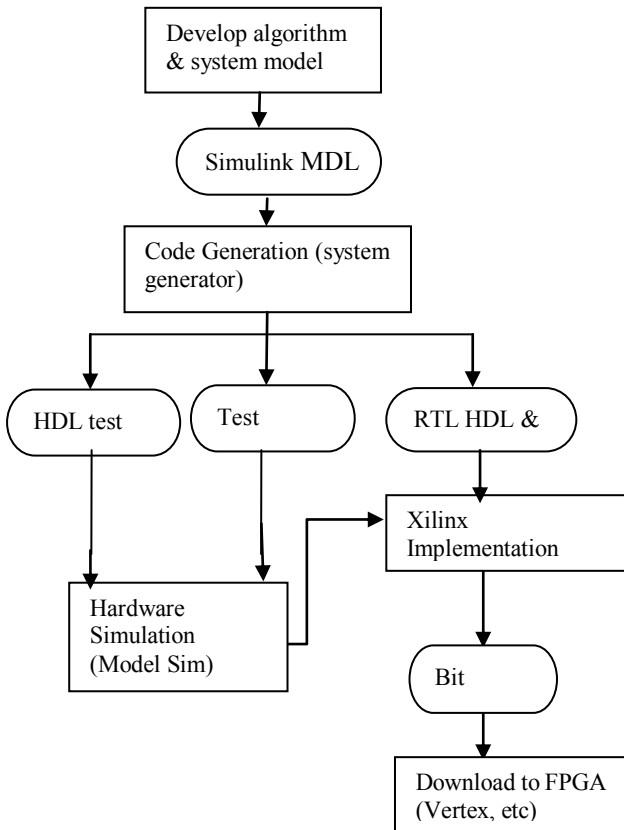 Develop algorithm
& system model
Simulink MDL
Code Generation (system
generator)
HDL test
Test
RTL HDL &
Xilinx
Implementation
Hardware
Simulation
(Model Sim)
Bit
Download to FPGA
(Vertex, etc)